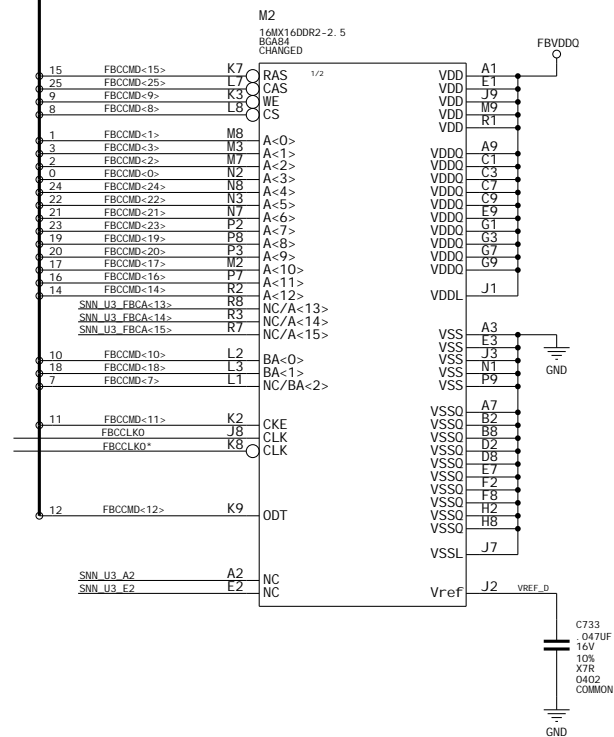 M2
16MX16DDR2-2.5
BGA84
CHANGED
FBVDDQ
15 FBCCMD<15> K7 RAS 1/2 VDD A1
25 FBCCMD<25> L7 CAS VDD E1
9 FBCCMD<9> K3 WE VDD J9
8 FBCCMD<8> L8 CS VDD M9
VDD R1
1 FBCCMD<1> M8 A<0>
3 FBCCMD<3> M3 A<1> VDDQ A9
2 FBCCMD<2> M7 A<2> VDDQ C1
0 FBCCMD<0> N2 A<3> VDDQ C3
24 FBCCMD<24> N8 A<4> VDDQ C7
22 FBCCMD<22> N3 A<5> VDDQ C9
21 FBCCMD<21> N7 A<6> VDDQ E9
23 FBCCMD<23> P2 A<7> VDDQ G1
19 FBCCMD<19> P8 A<8> VDDQ G3
20 FBCCMD<20> P3 A<9> VDDQ G7
17 FBCCMD<17> M2 A<10> VDDQ G9
16 FBCCMD<16> P7 A<11>
14 FBCCMD<14> R2 A<12> VDDL J1
SNN_U3_FBCA<13> R8 NC/A<13>
SNN_U3_FBCA<14> R3 NC/A<14>
SNN_U3_FBCA<15> R7 NC/A<15>
VSS A3
VSS E3
VSS J3
VSS N1
VSS P9
GND
10 FBCCMD<10> L2 BA<0>
18 FBCCMD<18> L3 BA<1>
7 FBCCMD<7> L1 NC/BA<2>
VSSQ A7
VSSQ B2
VSSQ B8
VSSQ D2
VSSQ D8
VSSQ E7
VSSQ F2
VSSQ F8
VSSQ H2
VSSQ H8
11 FBCCMD<11> K2 CKE
FBCCLK0 J8 CLK
FBCCLK0* K8 CLK
12 FBCCMD<12> K9 ODT
VSSL J7
SNN_U3_A2 A2 NC
SNN_U3_E2 E2 NC
Vref J2 VREF_D
C733
.047UF
16V
10%
X7R
0402
COMMON
GND